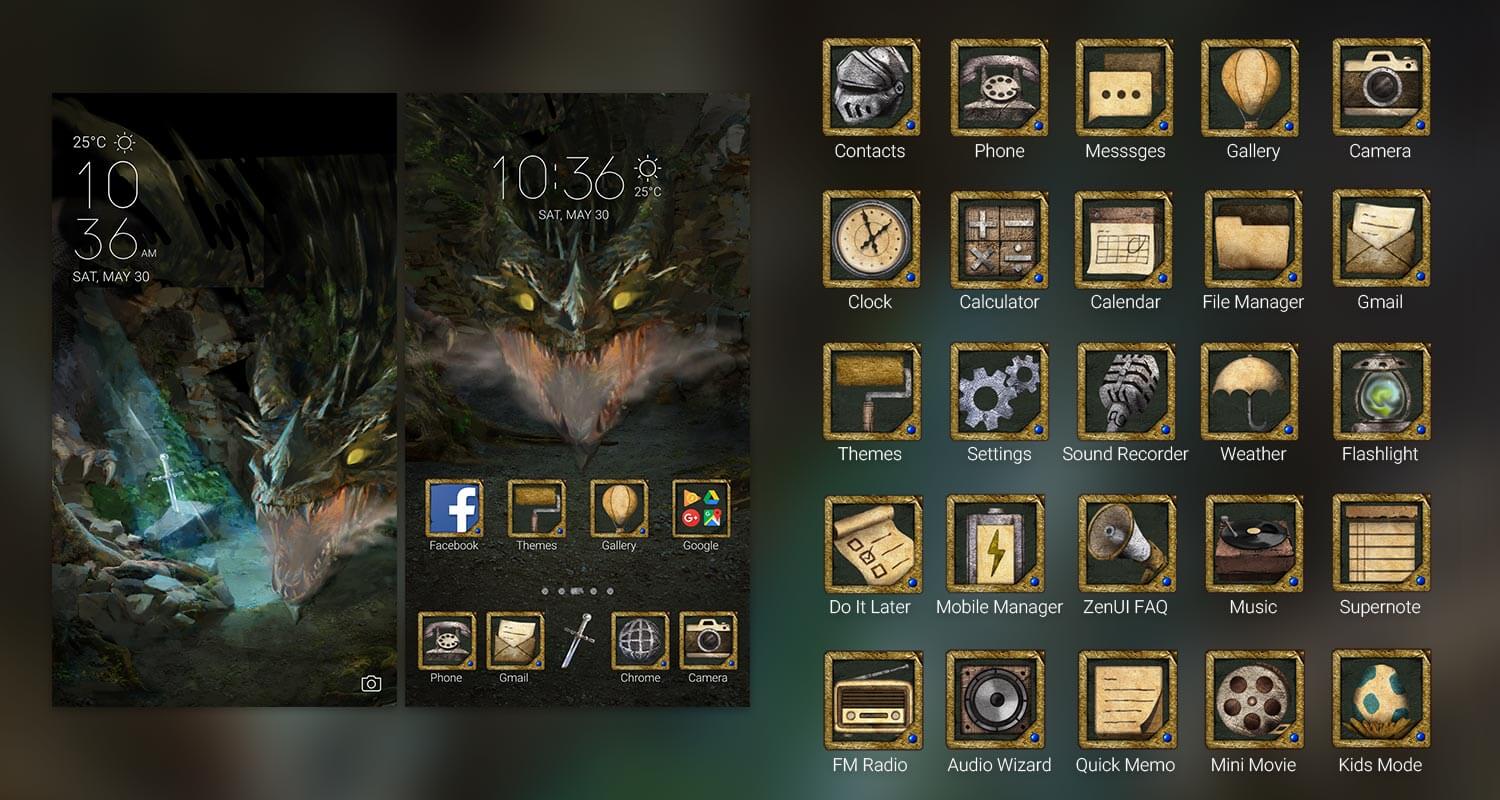 25°C
10
36 AM
SAT, MAY 30
10:36
25°C
SAT, MAY 30
f
Facebook Themes Gallery Google
G+
G
Phone Gmail Chrome Camera
Contacts Phone Messsges Gallery Camera
Clock Calculator Calendar File Manager Gmail
Themes Settings Sound Recorder Weather Flashlight
Do It Later Mobile Manager ZenUI FAQ Music Supernote
FM Radio Audio Wizard Quick Memo Mini Movie Kids Mode